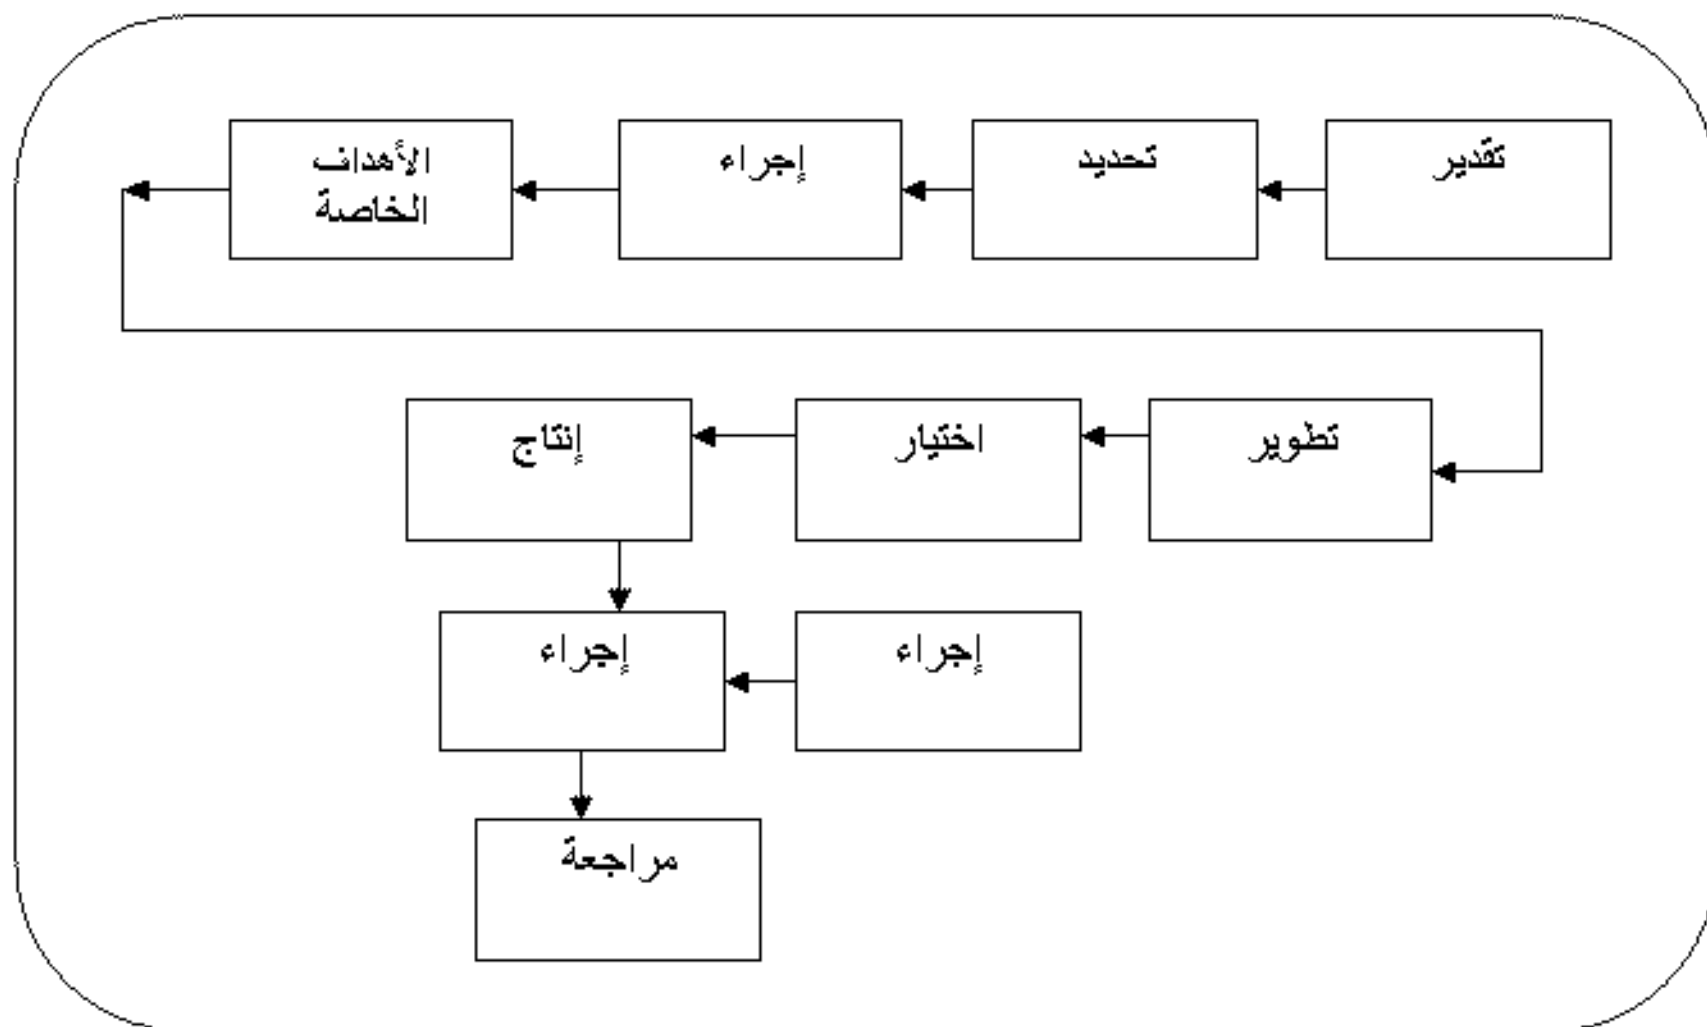 تقدير
تحديد
إجراء
الأهداف
الخاصة
تطوير
اختيار
إنتاج
إجراء
إجراء
مراجعة